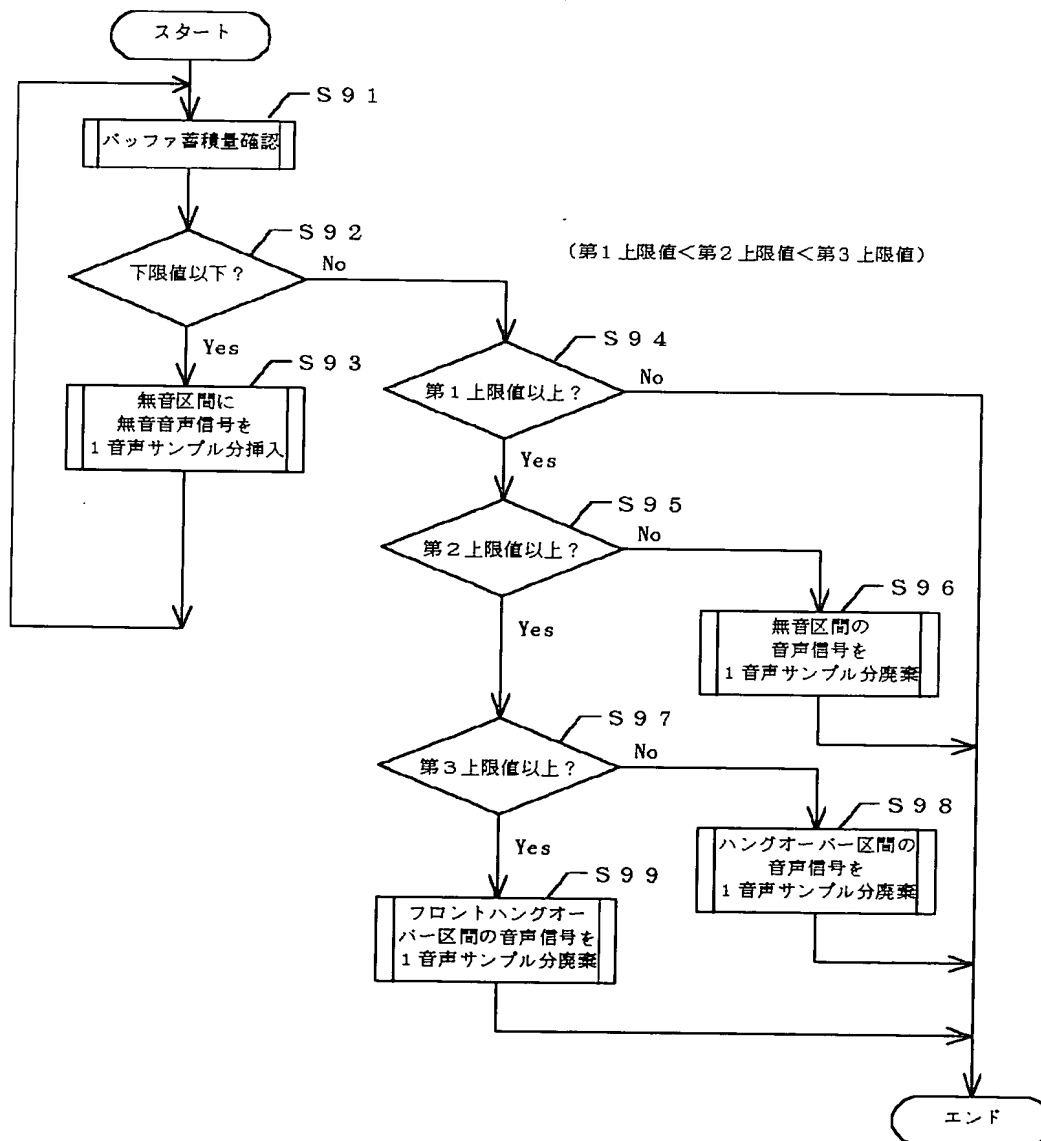 スタート
S91
バッファ蓄積量確認
S92
下限値以下?
No
(第1上限値<第2上限値<第3上限値)
Yes
S93
無音区間に
無音音声信号を
1音声サンプル分挿入
S94
第1上限値以上?
No
Yes
S95
第2上限値以上?
No
Yes
S96
無音区間の
音声信号を
1音声サンプル分廃棄
S97
第3上限値以上?
No
Yes
S98
ハングオーバー区間の
音声信号を
1音声サンプル分廃棄
S99
フロントハングオー
バー区間の音声信号を
1音声サンプル分廃棄
エンド